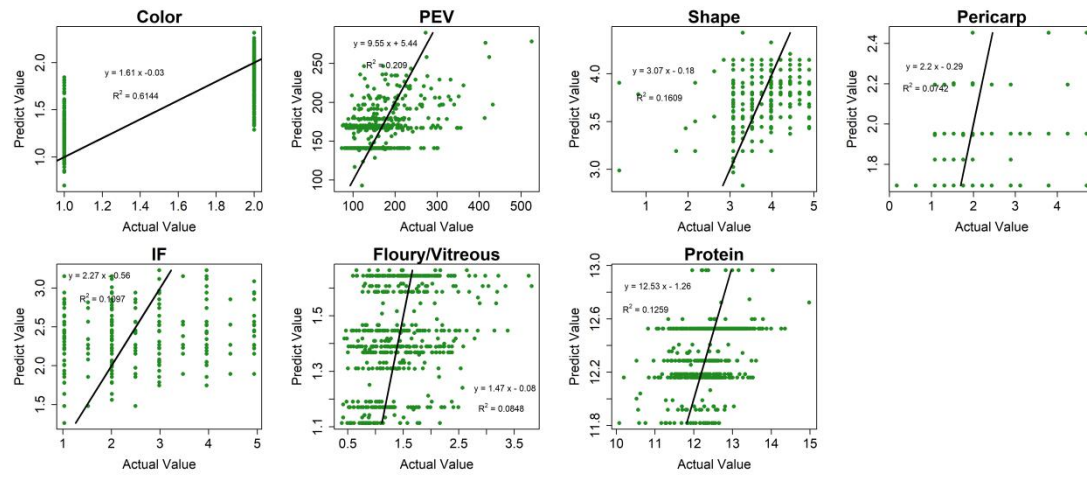 Color
PEV
Shape
Pericarp
y = 1.61 x -0.03
R² = 0.6144
y = 9.55 x + 5.44
R² = 0.209
y = 3.07 x - 0.18
R² = 0.1609
y = 2.2 x - 0.29
R² = 0.0742
Predict Value
1.0 1.5 2.0
1.0 1.2 1.4 1.6 1.8 2.0
Actual Value
Predict Value
100 150 200 250
100 200 300 400 500
Actual Value
Predict Value
3.0 3.5 4.0
0 1 2 3 4 5
Actual Value
Predict Value
1.8 2.0 2.2 2.4
0 1 2 3 4
Actual Value
IF
Floury/Vitreous
Protein
y = 2.27 x - 0.56
R² = 0.1097
y = 1.47 x - 0.08
R² = 0.0848
y = 12.53 x - 1.26
R² = 0.1259
Predict Value
1.5 2.0 2.5 3.0
1 2 3 4 5
Actual Value
Predict Value
1.1 1.3 1.5
0.5 1.5 2.5 3.5
Actual Value
Predict Value
11.8 12.2 12.6 13.0
10 11 12 13 14 15
Actual Value